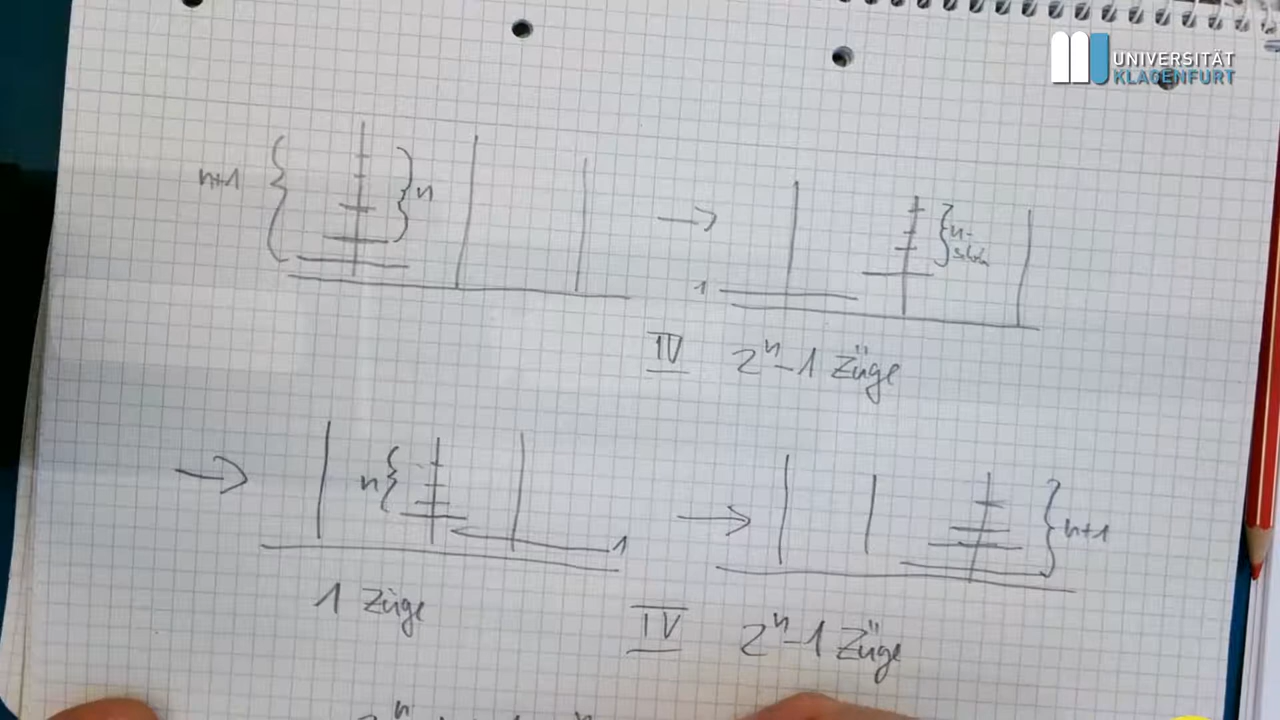 UNIVERSITÄT
KLAGENFURT
n+1
n
→
n-
1
IV 2ⁿ-1 Züge
→
n
1
→
n+1
1 Züge
IV 2ⁿ-1 Züge